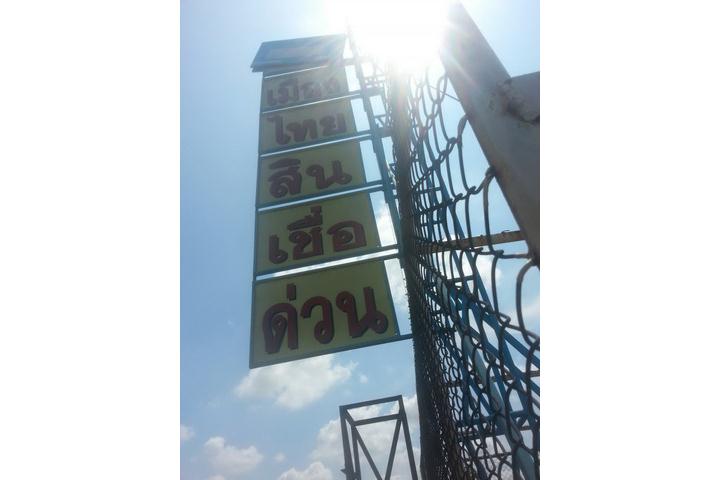 เมือง
ไทย
สิน
เชื่อ
ด่วน